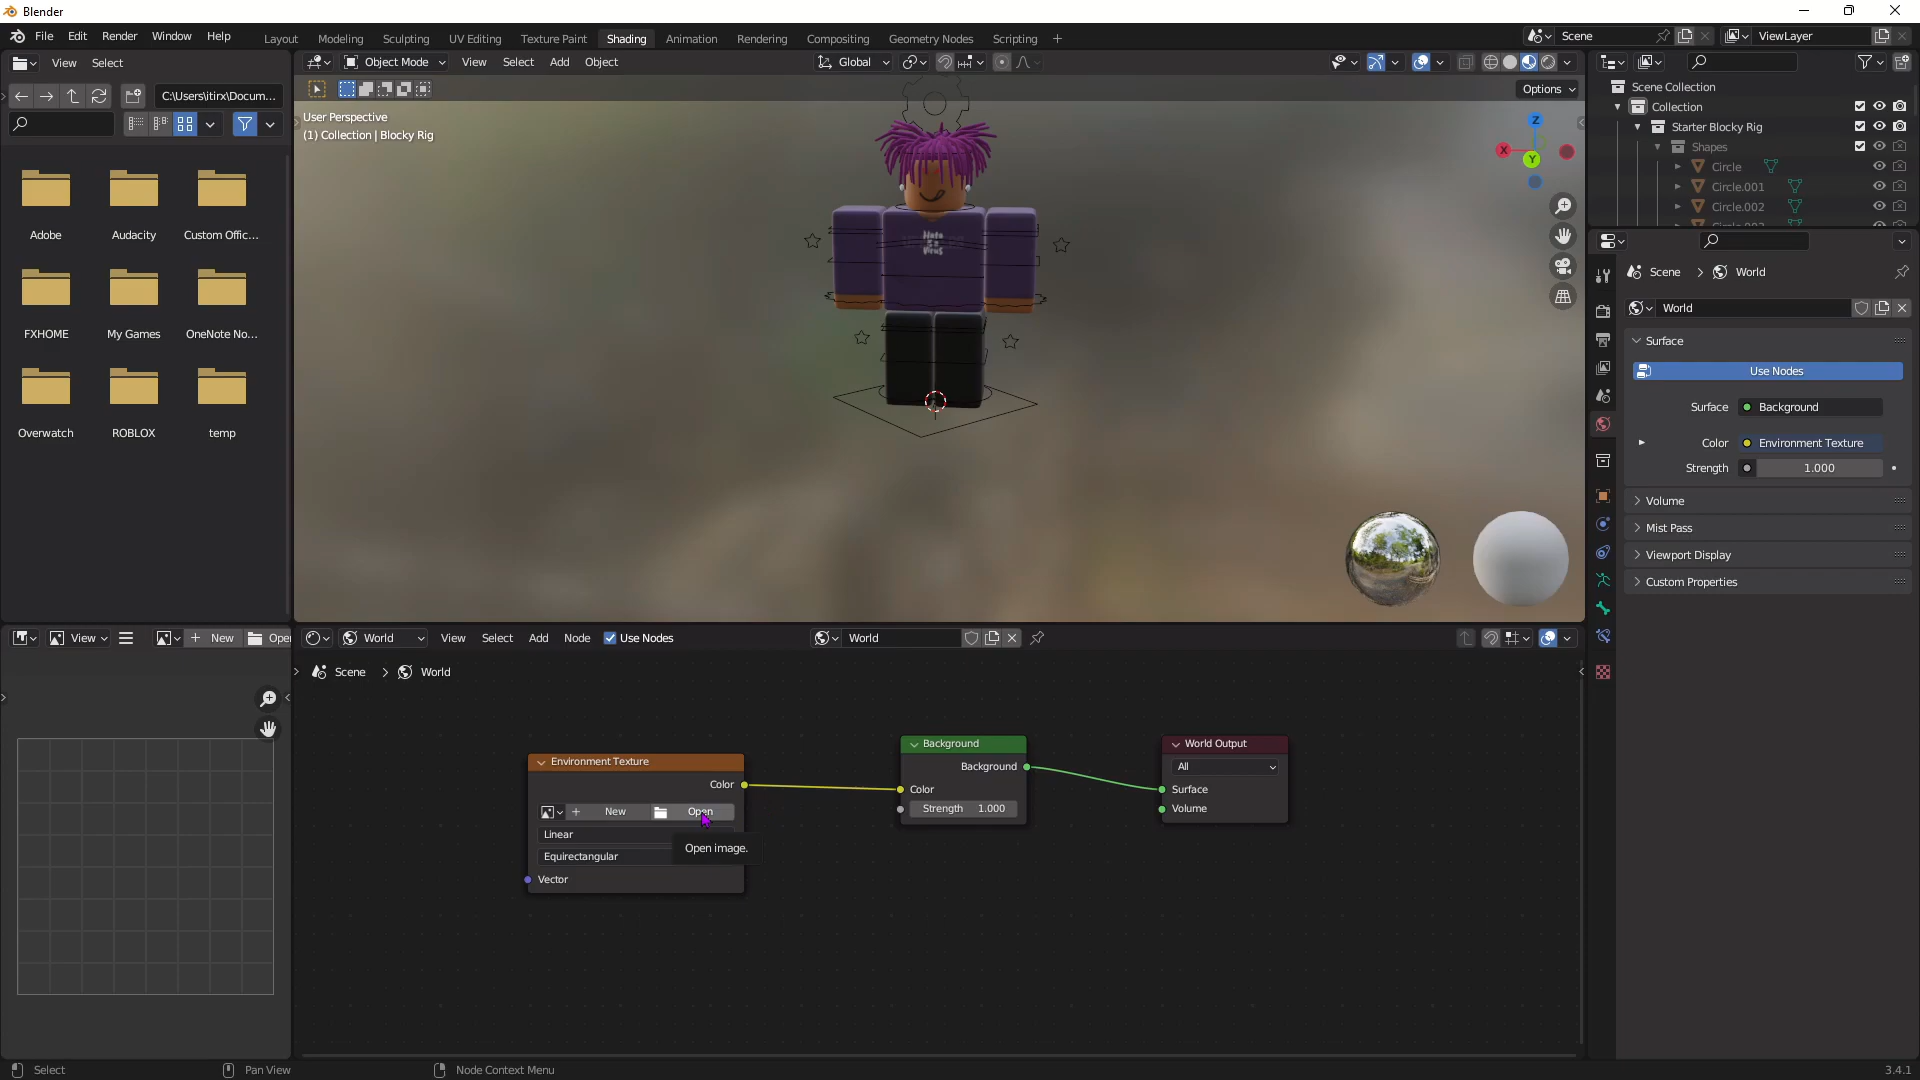 Blender
File Edit Render Window Help
Layout Modeling Sculpting UV Editing Texture Paint Shading Animation Rendering Compositing Geometry Nodes Scripting +
Scene
ViewLayer
View Select
Object Mode View Select Add Object
Global
C:\Users\itirx\Docum...
Options
User Perspective
(1) Collection | Blocky Rig
Z
X
Y
Adobe Audacity Custom Offic...
FXHOME My Games OneNote No...
Overwatch ROBLOX temp
Scene Collection
Collection
Starter Blocky Rig
Shapes
Circle
Circle.001
Circle.002
Scene > World
World
Surface
Use Nodes
Surface Background
Color Environment Texture
Strength 1.000
Volume
Mist Pass
Viewport Display
Custom Properties
View + New Open
World View Select Add Node Use Nodes World
Scene > World
Environment Texture
Color
+ New Open
Linear
Equirectangular
Vector
Open image.
Background
Background
Color
Strength 1.000
World Output
All
Surface
Volume
Select Pan View Node Context Menu
3.4.1